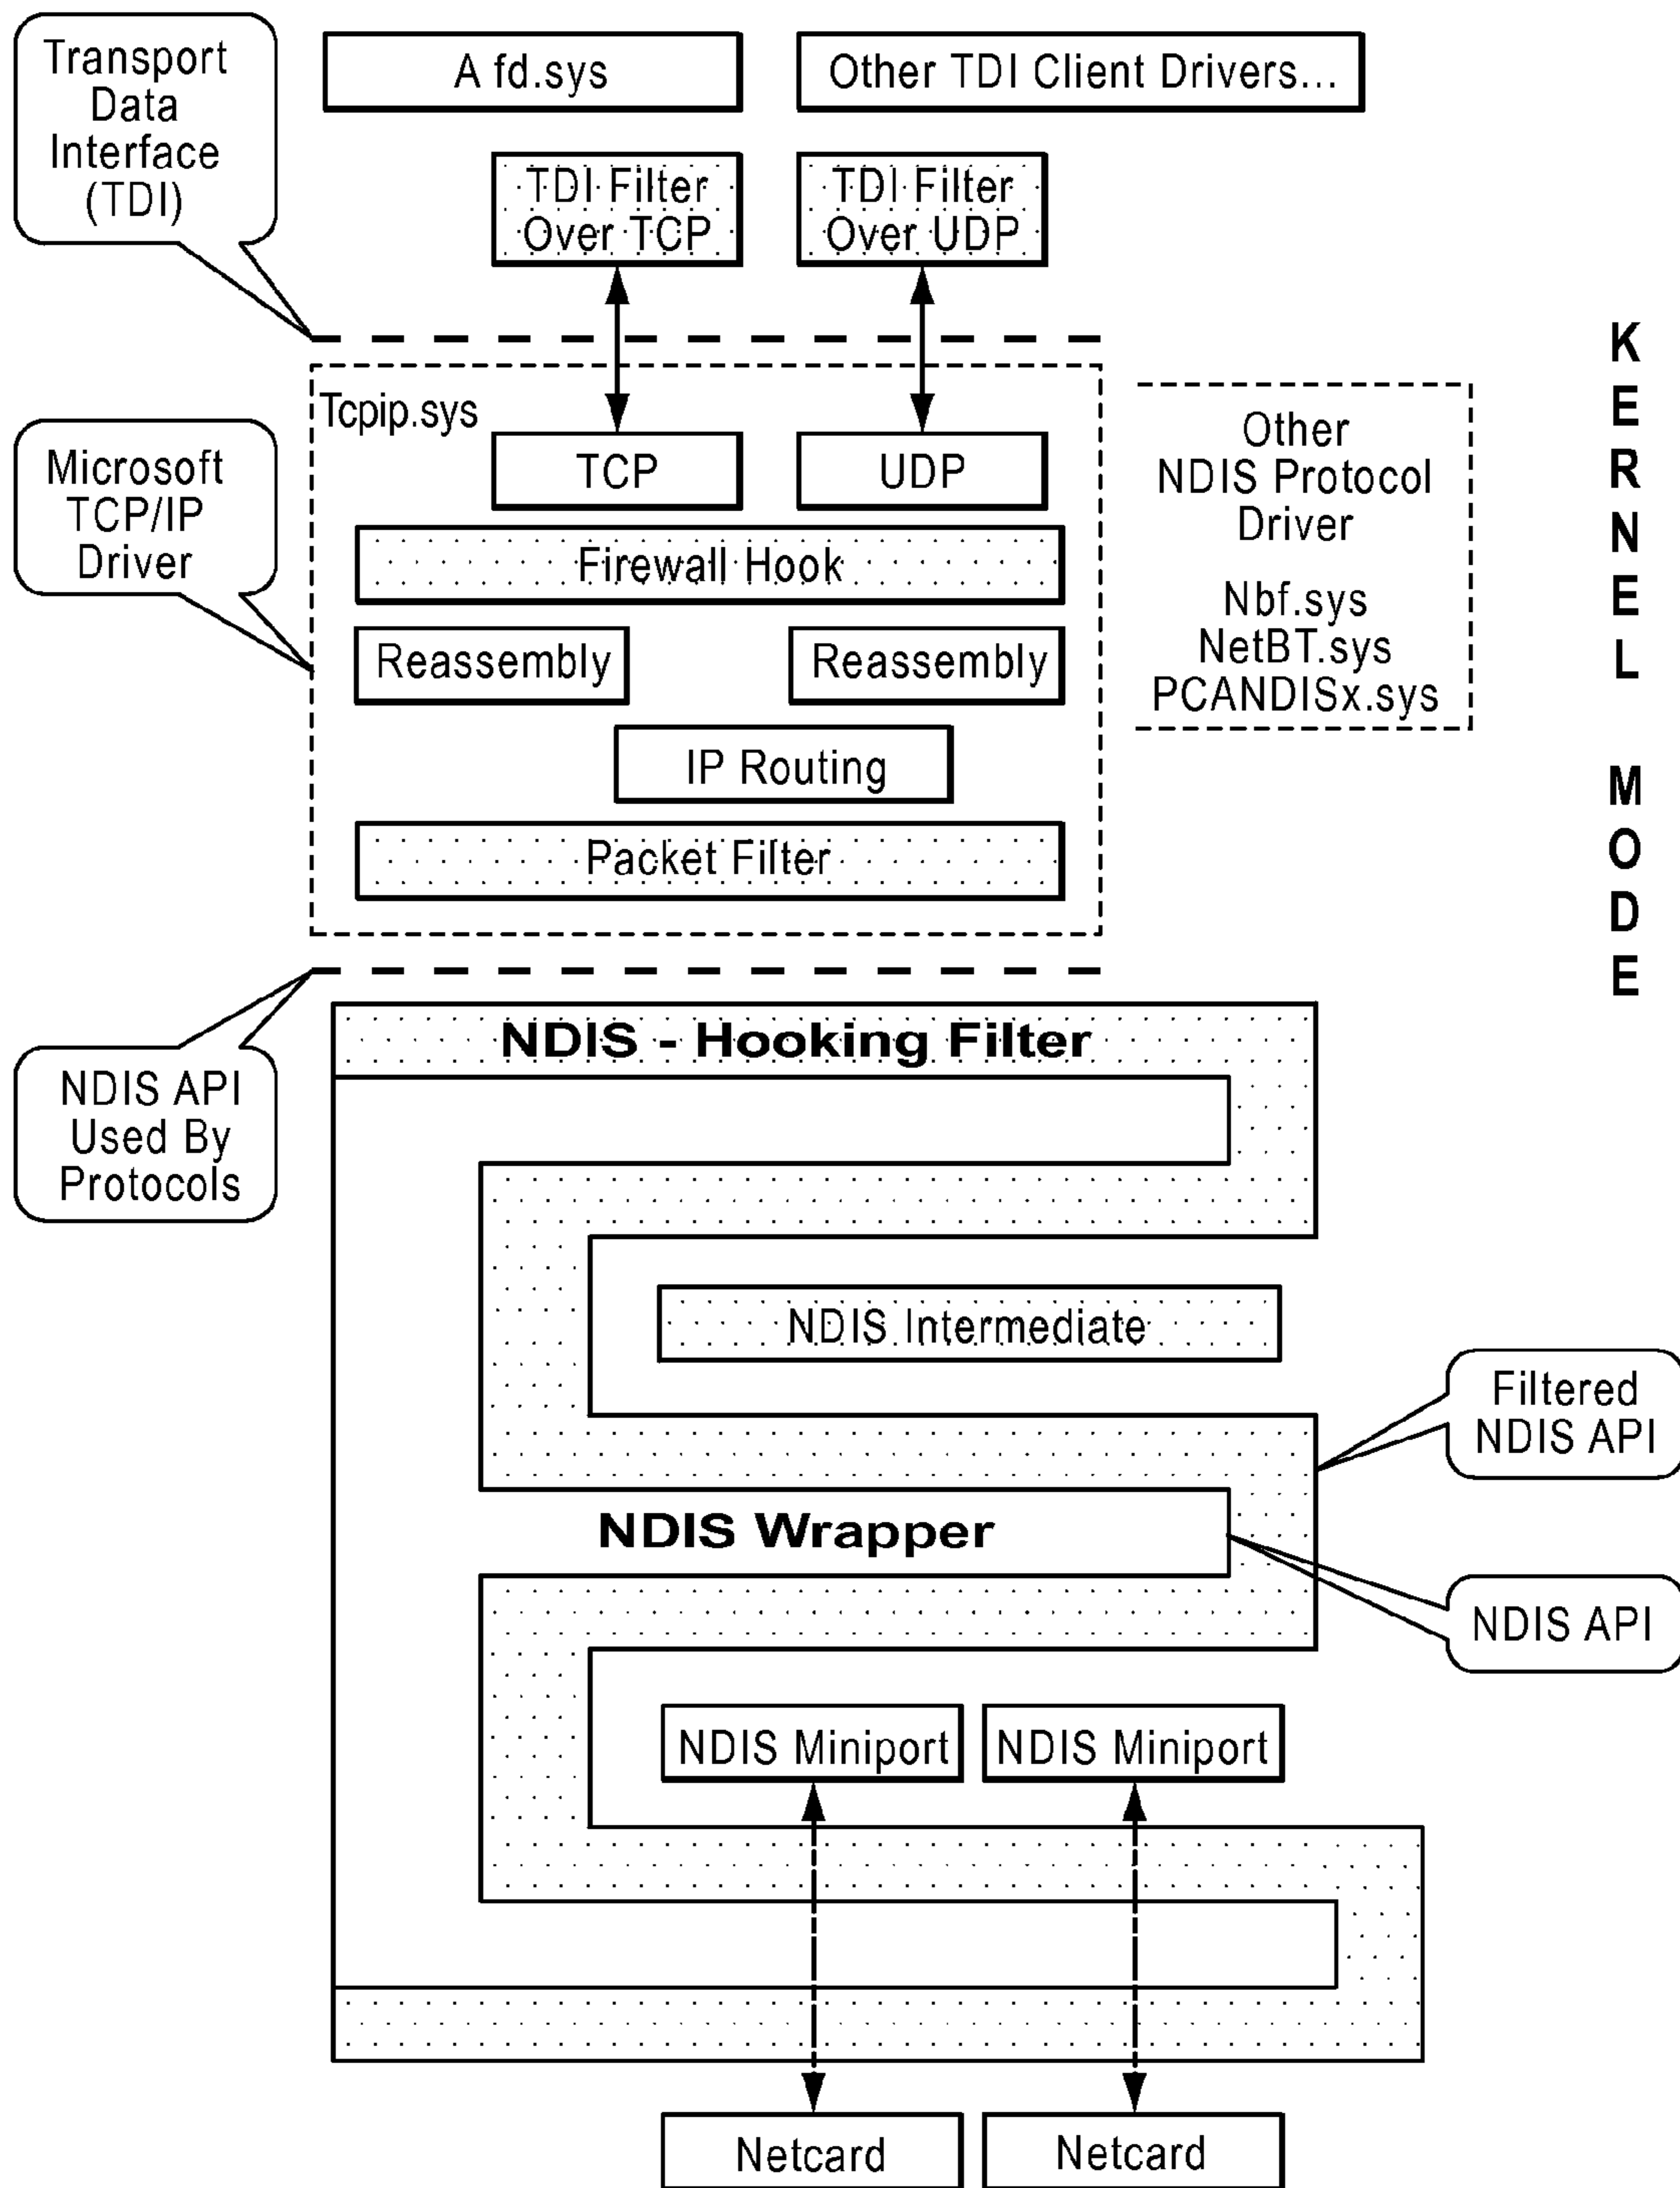 Transport
Data
Interface
(TDI)
A fd.sys
Other TDI Client Drivers...
TDI Filter
Over TCP
TDI Filter
Over UDP
Tcpip.sys
Microsoft
TCP/IP
Driver
TCP
UDP
Firewall Hook
Reassembly
Reassembly
IP Routing
Packet Filter
Other
NDIS Protocol
Driver
Nbf.sys
NetBT.sys
PCANDISx.sys
KERNEL MODE
NDIS API
Used By
Protocols
NDIS - Hooking Filter
NDIS Intermediate
Filtered
NDIS API
NDIS Wrapper
NDIS API
NDIS Miniport
NDIS Miniport
Netcard
Netcard